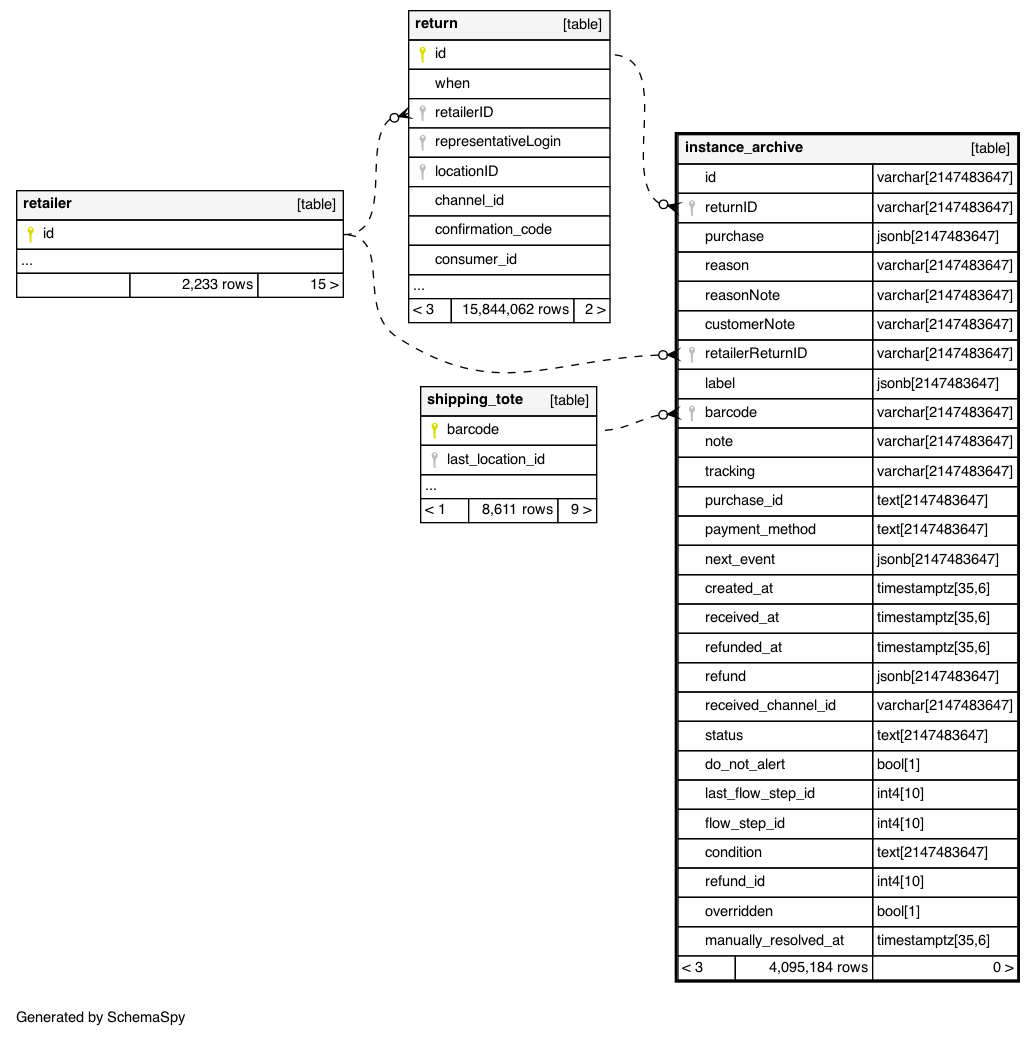 return [table]
id
when
retailerID
representativeLogin
locationID
channel_id
confirmation_code
consumer_id
...
< 3 15,844,062 rows 2 >
retailer [table]
id
...
2,233 rows 15 >
shipping_tote [table]
barcode
last_location_id
...
< 1 8,611 rows 9 >
instance_archive [table]
id varchar[2147483647]
returnID varchar[2147483647]
purchase jsonb[2147483647]
reason varchar[2147483647]
reasonNote varchar[2147483647]
customerNote varchar[2147483647]
retailerReturnID varchar[2147483647]
label jsonb[2147483647]
barcode varchar[2147483647]
note varchar[2147483647]
tracking varchar[2147483647]
purchase_id text[2147483647]
payment_method text[2147483647]
next_event jsonb[2147483647]
created_at timestamptz[35,6]
received_at timestamptz[35,6]
refunded_at timestamptz[35,6]
refund jsonb[2147483647]
received_channel_id varchar[2147483647]
status text[2147483647]
do_not_alert bool[1]
last_flow_step_id int4[10]
flow_step_id int4[10]
condition text[2147483647]
refund_id int4[10]
overridden bool[1]
manually_resolved_at timestamptz[35,6]
< 3 4,095,184 rows 0 >
Generated by SchemaSpy